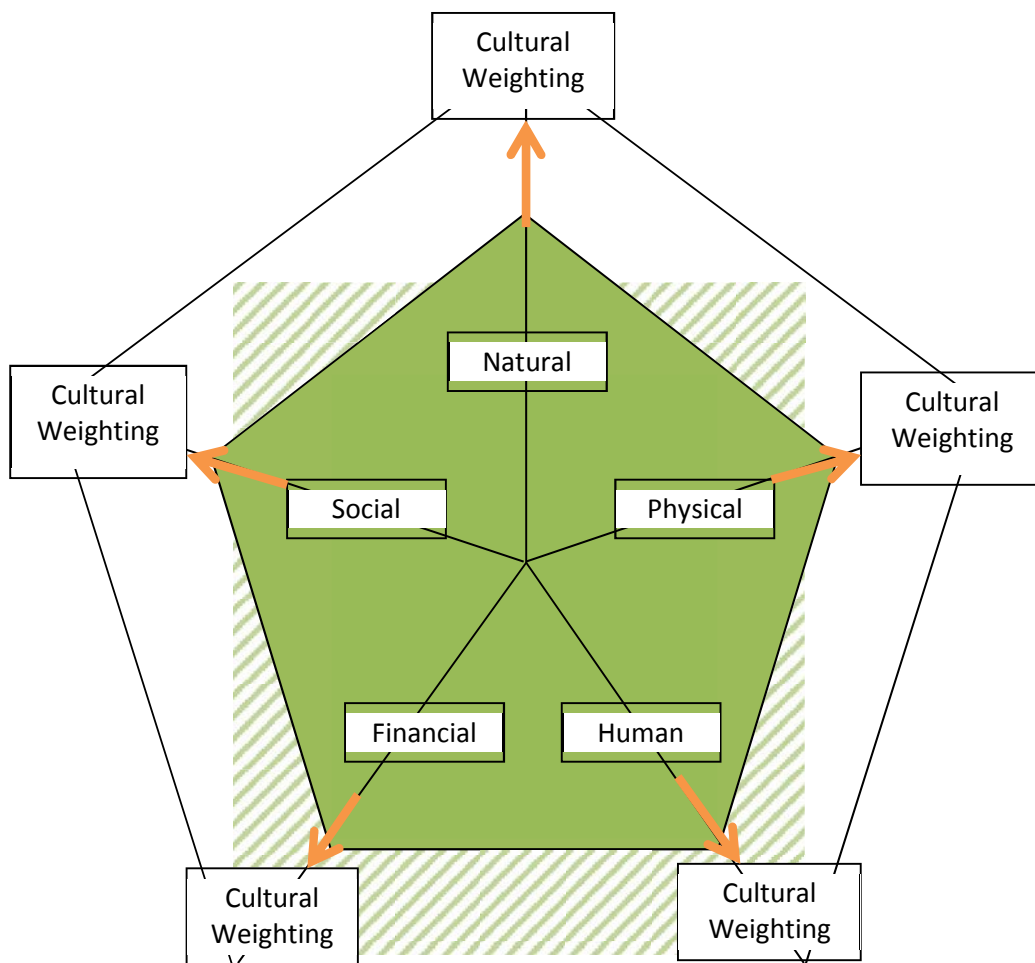 Cultural
Weighting
Natural
Cultural
Weighting
Cultural
Weighting
Social
Physical
Financial
Human
Cultural
Weighting
Cultural
Weighting